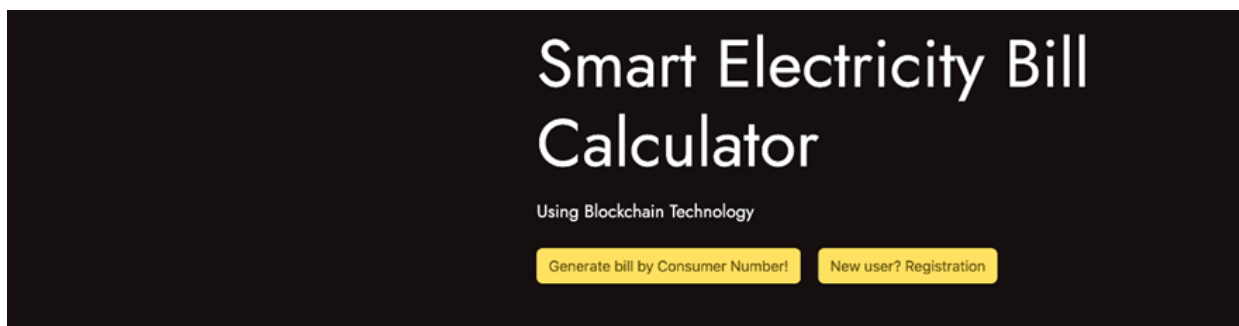 Smart Electricity Bill
Calculator
Using Blockchain Technology
Generate bill by Consumer Number!
New user? Registration